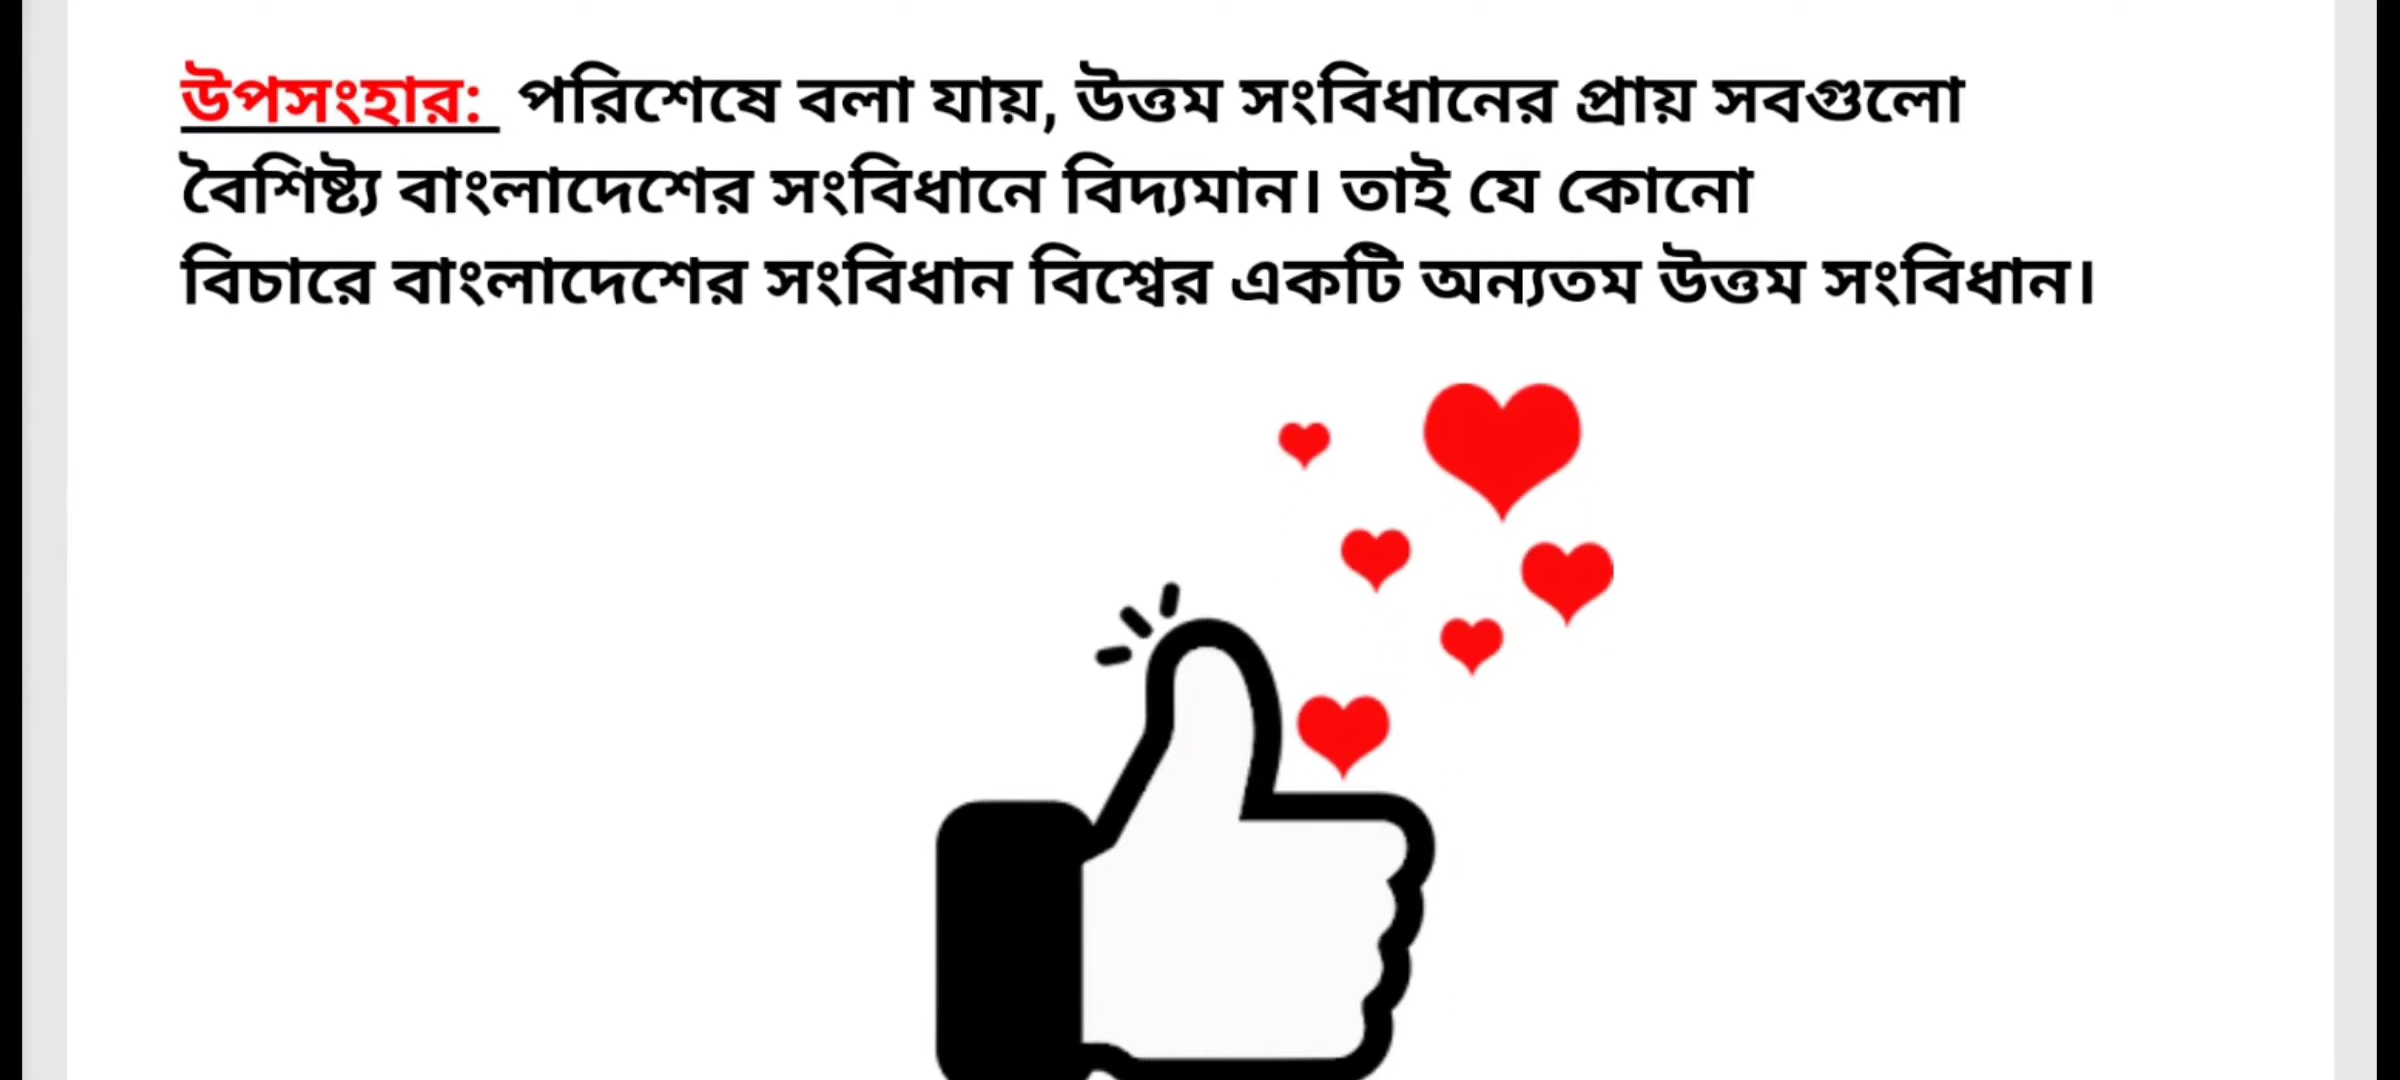 উপসংহার: পরিশেষে বলা যায়, উত্তম সংবিধানের প্রায় সবগুলো
বৈশিষ্ট্য বাংলাদেশের সংবিধানে বিদ্যমান। তাই যে কোনো
বিচারে বাংলাদেশের সংবিধান বিশ্বের একটি অন্যতম উত্তম সংবিধান।